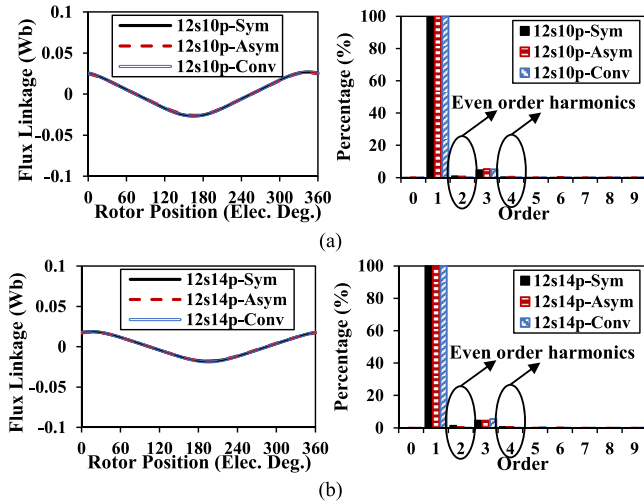 0.1
0.05
0
-0.05
-0.1
Flux Linkage (Wb)
12s10p-Sym
12s10p-Asym
12s10p-Conv
0 60 120 180 240 300 360
Rotor Position (Elec. Deg.)
100
80
60
40
20
0
Percentage (%)
12s10p-Sym
12s10p-Asym
12s10p-Conv
Even order harmonics
0 1 2 3 4 5 6 7 8 9
Order
(a)
0.1
0.05
0
-0.05
-0.1
Flux Linkage (Wb)
12s14p-Sym
12s14p-Asym
12s14p-Conv
0 60 120 180 240 300 360
Rotor Position (Elec. Deg.)
100
80
60
40
20
0
Percentage (%)
12s14p-Sym
12s14p-Asym
12s14p-Conv
Even order harmonics
0 1 2 3 4 5 6 7 8 9
Order
(b)